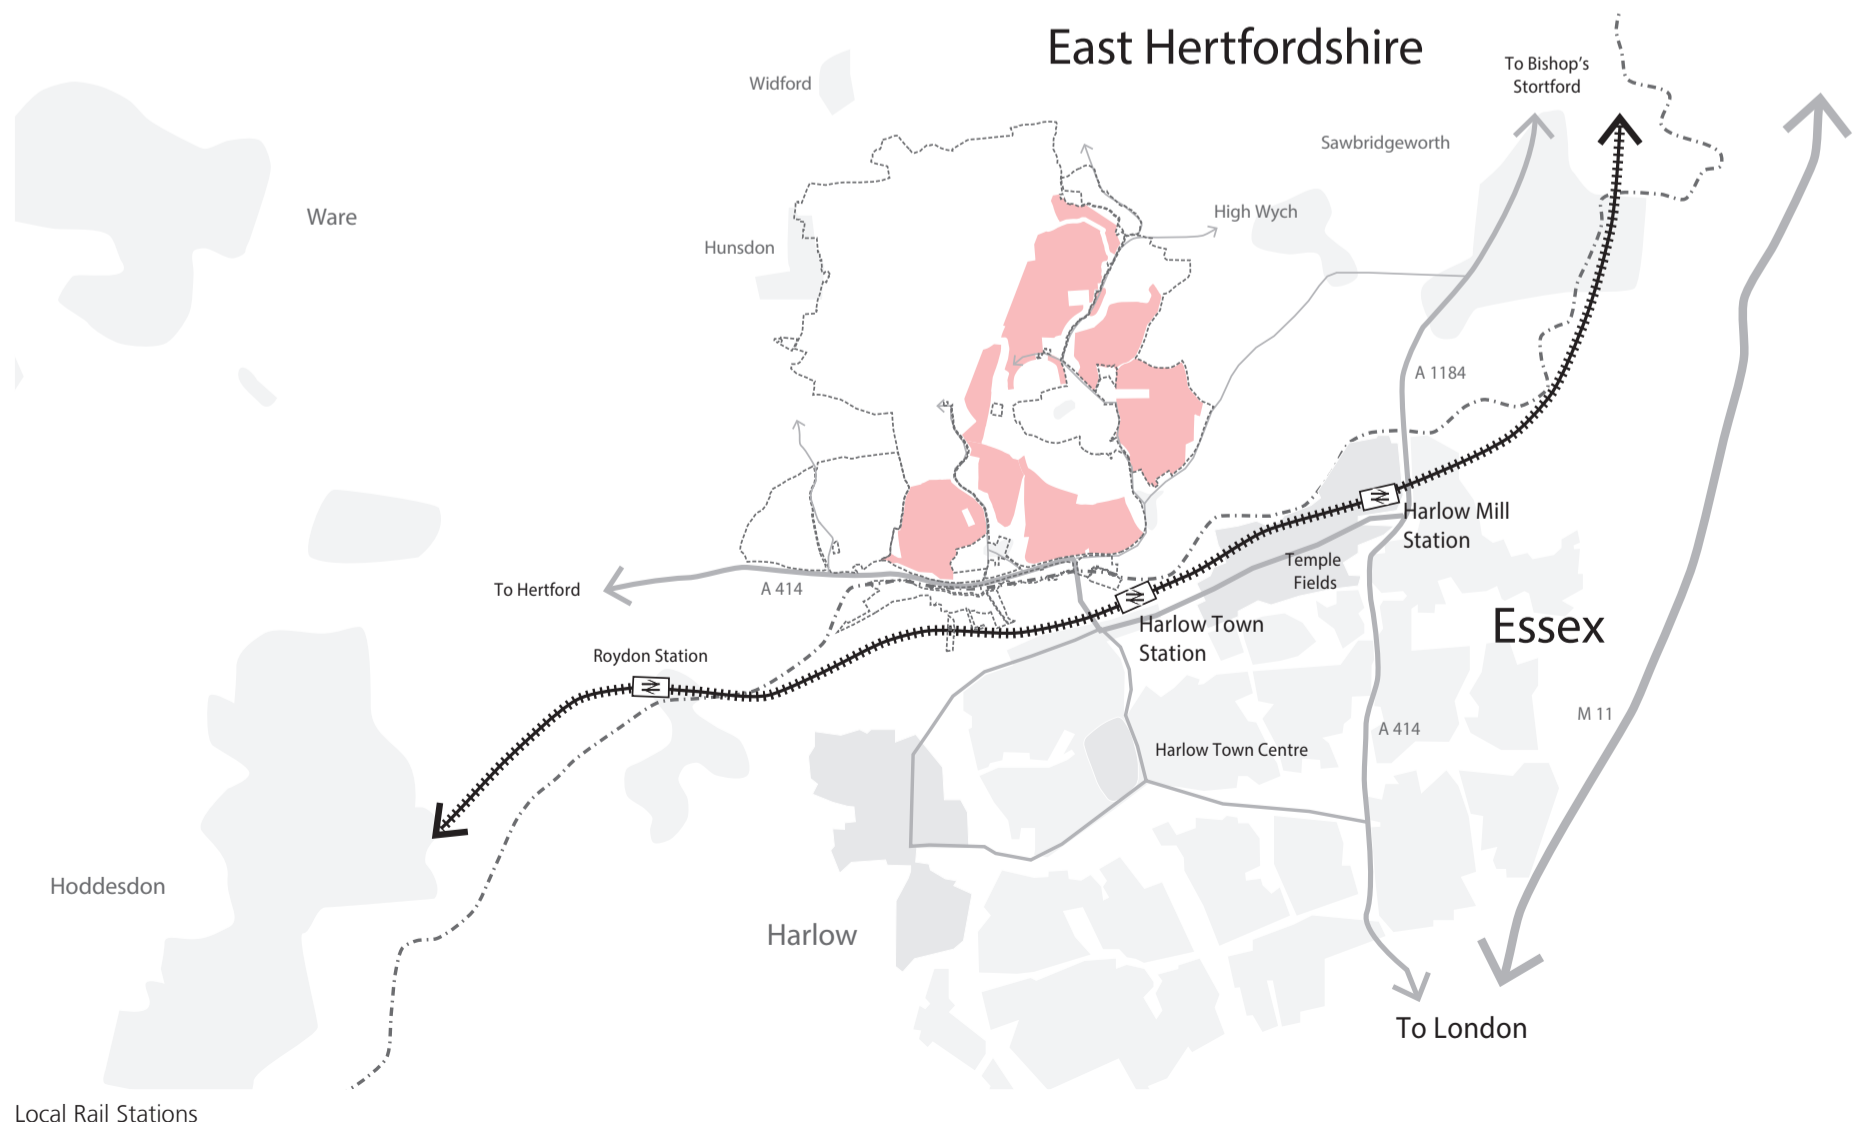 East Hertfordshire
To Bishop's
Stortford
Widford
Sawbridgeworth
Ware
High Wych
Hunsdon
A 1184
Harlow Mill
Station
Temple
Fields
To Hertford
A 414
Harlow Town
Station
Essex
Roydon Station
M 11
A 414
Harlow Town Centre
Hoddesdon
Harlow
To London
Local Rail Stations